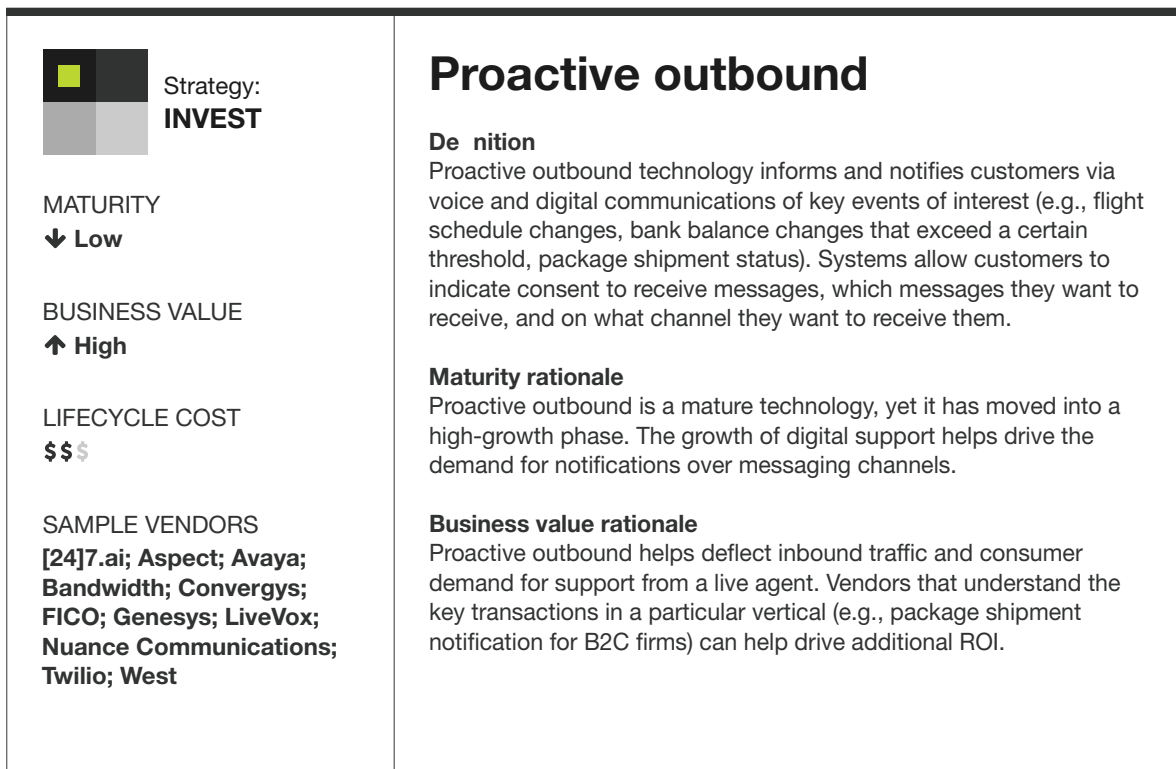 Strategy:
INVEST
MATURITY
↓ Low
BUSINESS VALUE
↑ High
LIFECYCLE COST
$$$
SAMPLE VENDORS
[24]7.ai; Aspect; Avaya;
Bandwidth; Convergys;
FICO; Genesys; LiveVox;
Nuance Communications;
Twilio; West
Proactive outbound
De nition
Proactive outbound technology informs and notifies customers via
voice and digital communications of key events of interest (e.g., flight
schedule changes, bank balance changes that exceed a certain
threshold, package shipment status). Systems allow customers to
indicate consent to receive messages, which messages they want to
receive, and on what channel they want to receive them.
Maturity rationale
Proactive outbound is a mature technology, yet it has moved into a
high-growth phase. The growth of digital support helps drive the
demand for notifications over messaging channels.
Business value rationale
Proactive outbound helps deflect inbound traffic and consumer
demand for support from a live agent. Vendors that understand the
key transactions in a particular vertical (e.g., package shipment
notification for B2C firms) can help drive additional ROI.